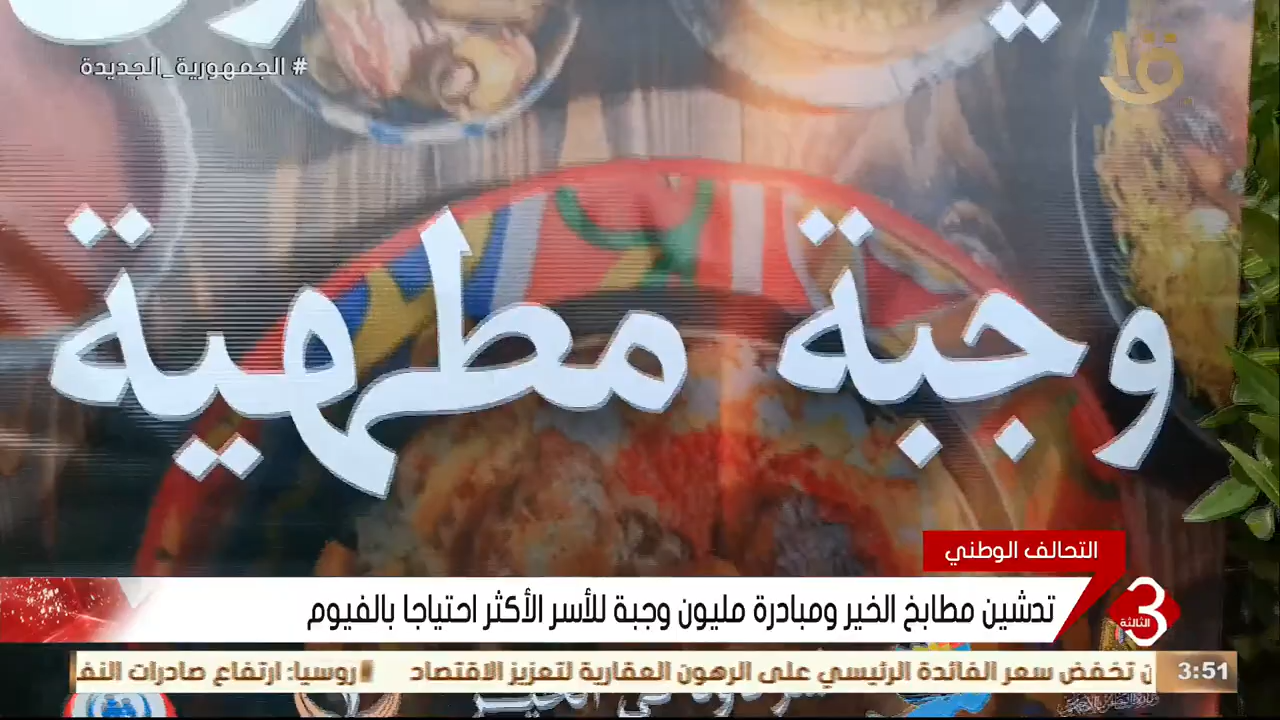 # الجمهورية_الجديدة
وجبة مطهية
التحالف الوطني
تدشين مطابخ الخير ومبادرة مليون وجبة للأسر الأكثر احتياجا بالفيوم
3
الثالثة
3:51
تخفض سعر الفائدة الرئيسي على الرهون العقارية لتعزيز الاقتصاد
#روسيا: ارتفاع صادرات